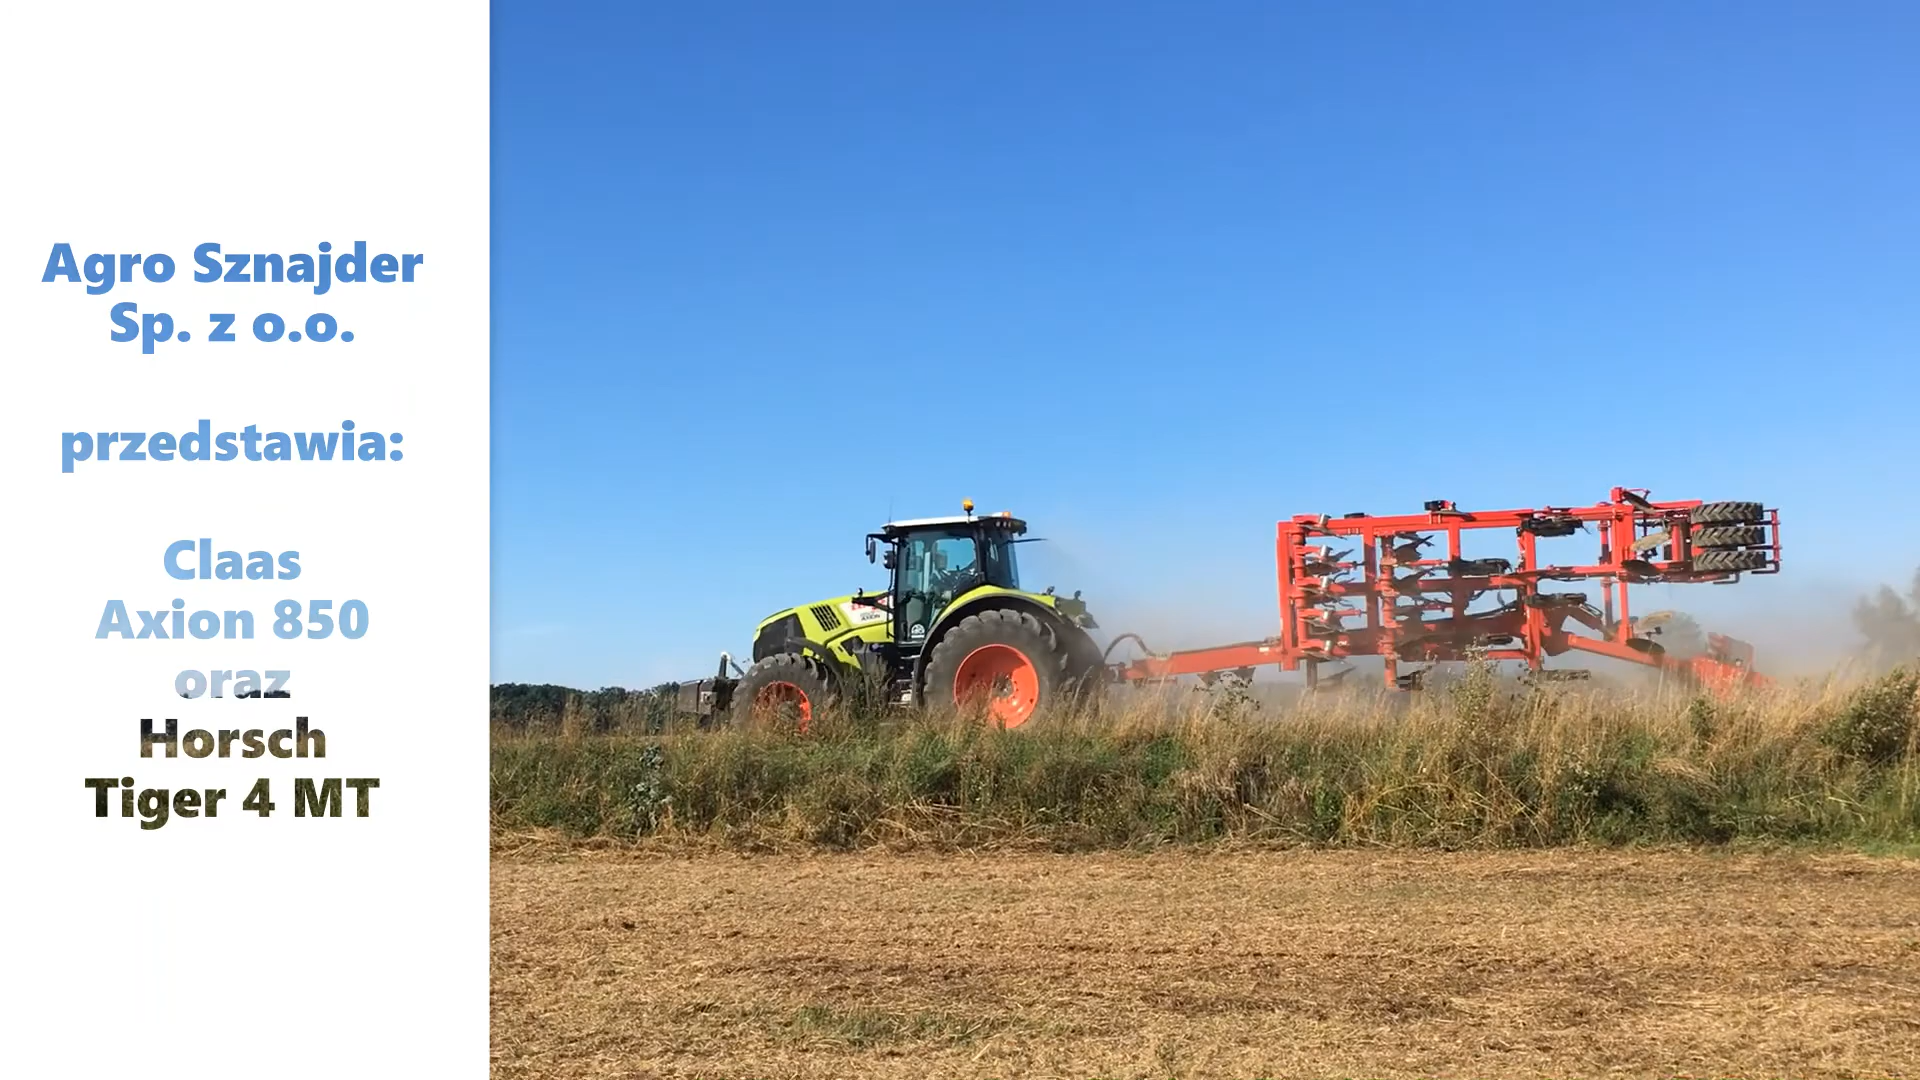 Agro Sznajder
Sp. z o.o.
przedstawia:
Claas
Axion 850
oraz
Horsch
Tiger 4 MT